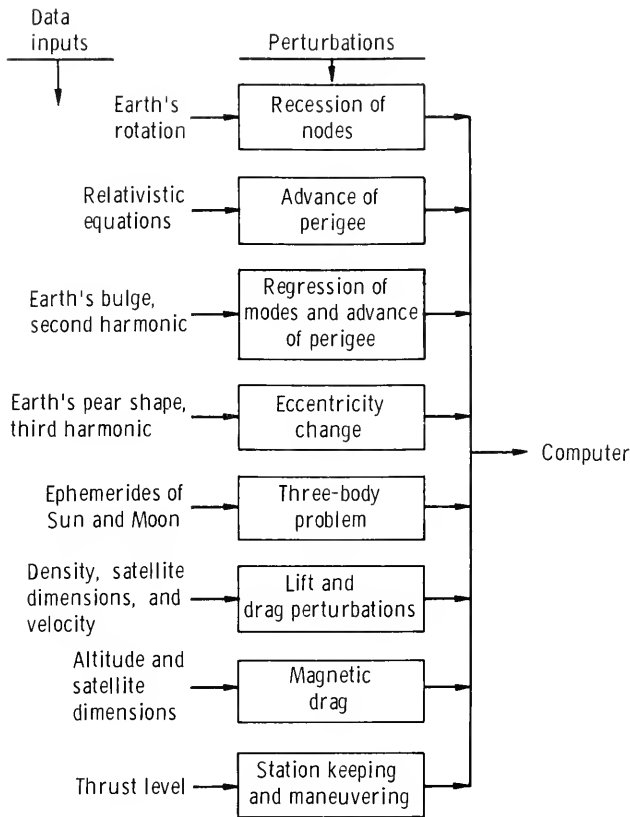 Data
inputs
Perturbations
Earth's
rotation
Recession of
nodes
Relativistic
equations
Advance of
perigee
Earth's bulge,
second harmonic
Regression of
modes and advance
of perigee
Earth's pear shape,
third harmonic
Eccentricity
change
Computer
Ephemerides of
Sun and Moon
Three-body
problem
Density, satellite
dimensions, and
velocity
Lift and
drag perturbations
Altitude and
satellite
dimensions
Magnetic
drag
Thrust level
Station keeping
and maneuvering